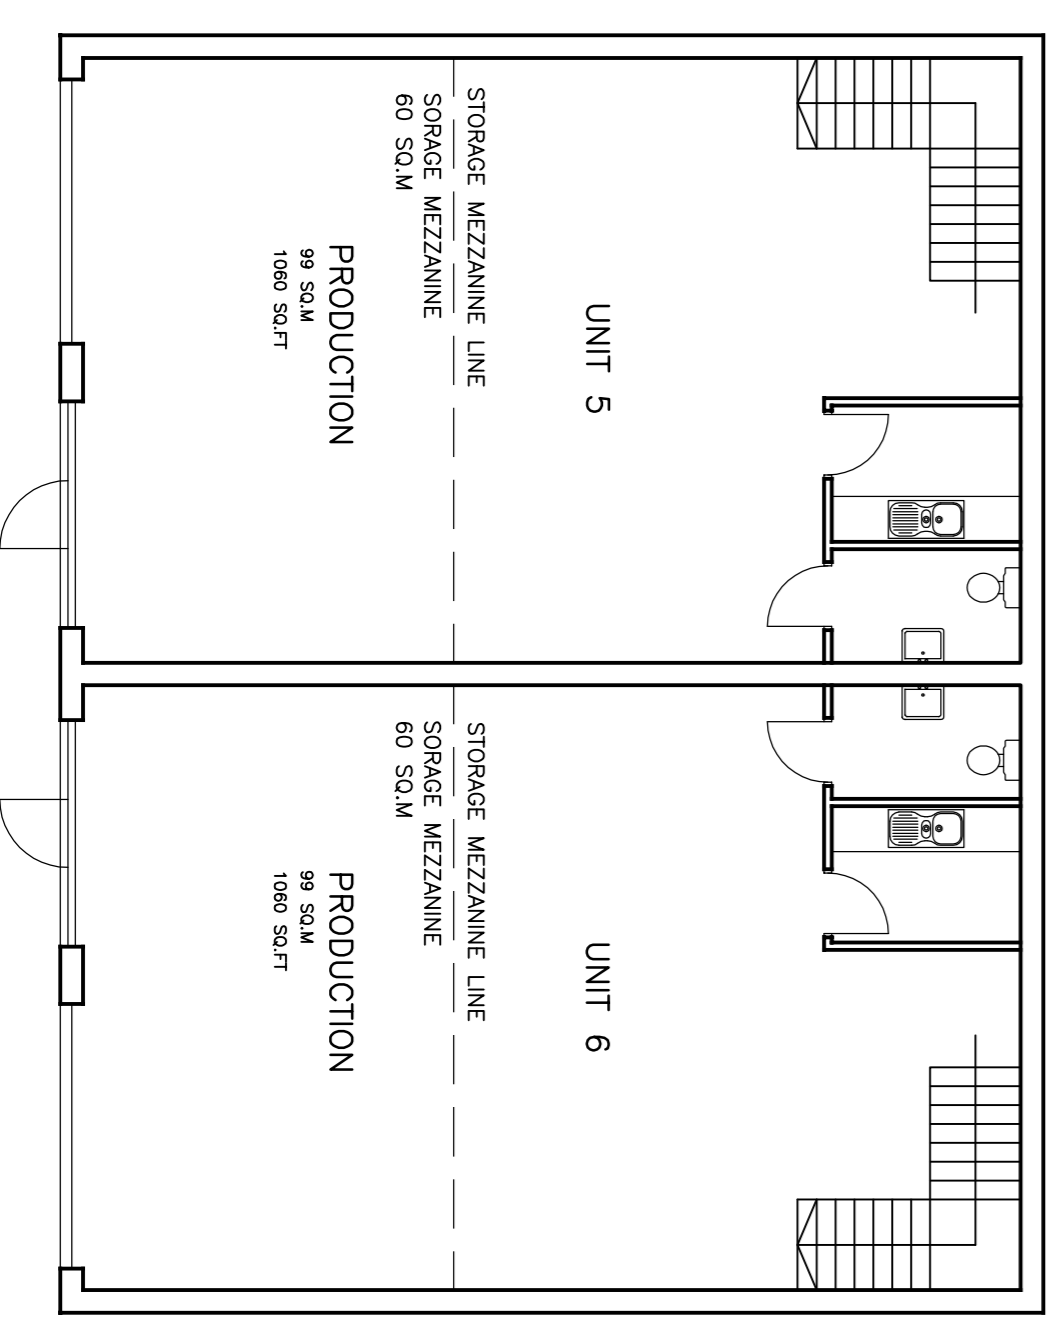 UNIT 5
STORAGE MEZZANINE LINE
SORAGE MEZZANINE
60 SQ.M
PRODUCTION
99 SQ.M
1060 SQ.FT
UNIT 6
STORAGE MEZZANINE LINE
SORAGE MEZZANINE
60 SQ.M
PRODUCTION
99 SQ.M
1060 SQ.FT